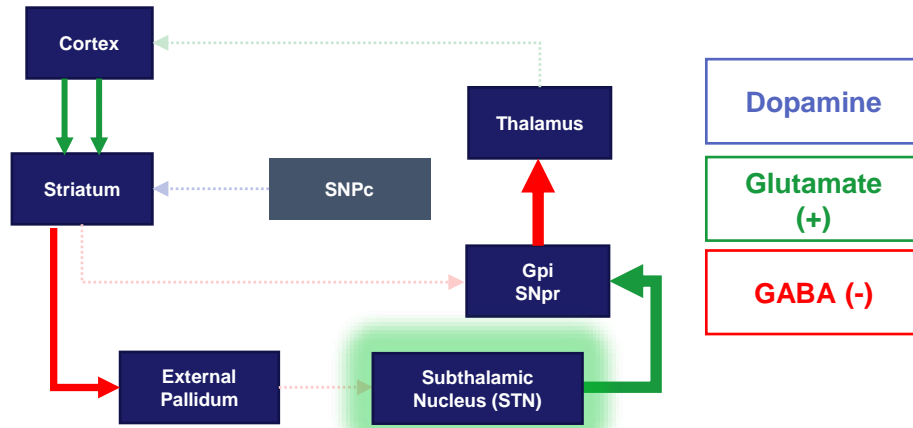 Cortex
Thalamus
Striatum
SNPc
Gpi
SNpr
External
Pallidum
Subthalamic
Nucleus (STN)
Dopamine
Glutamate
(+)
GABA (-)